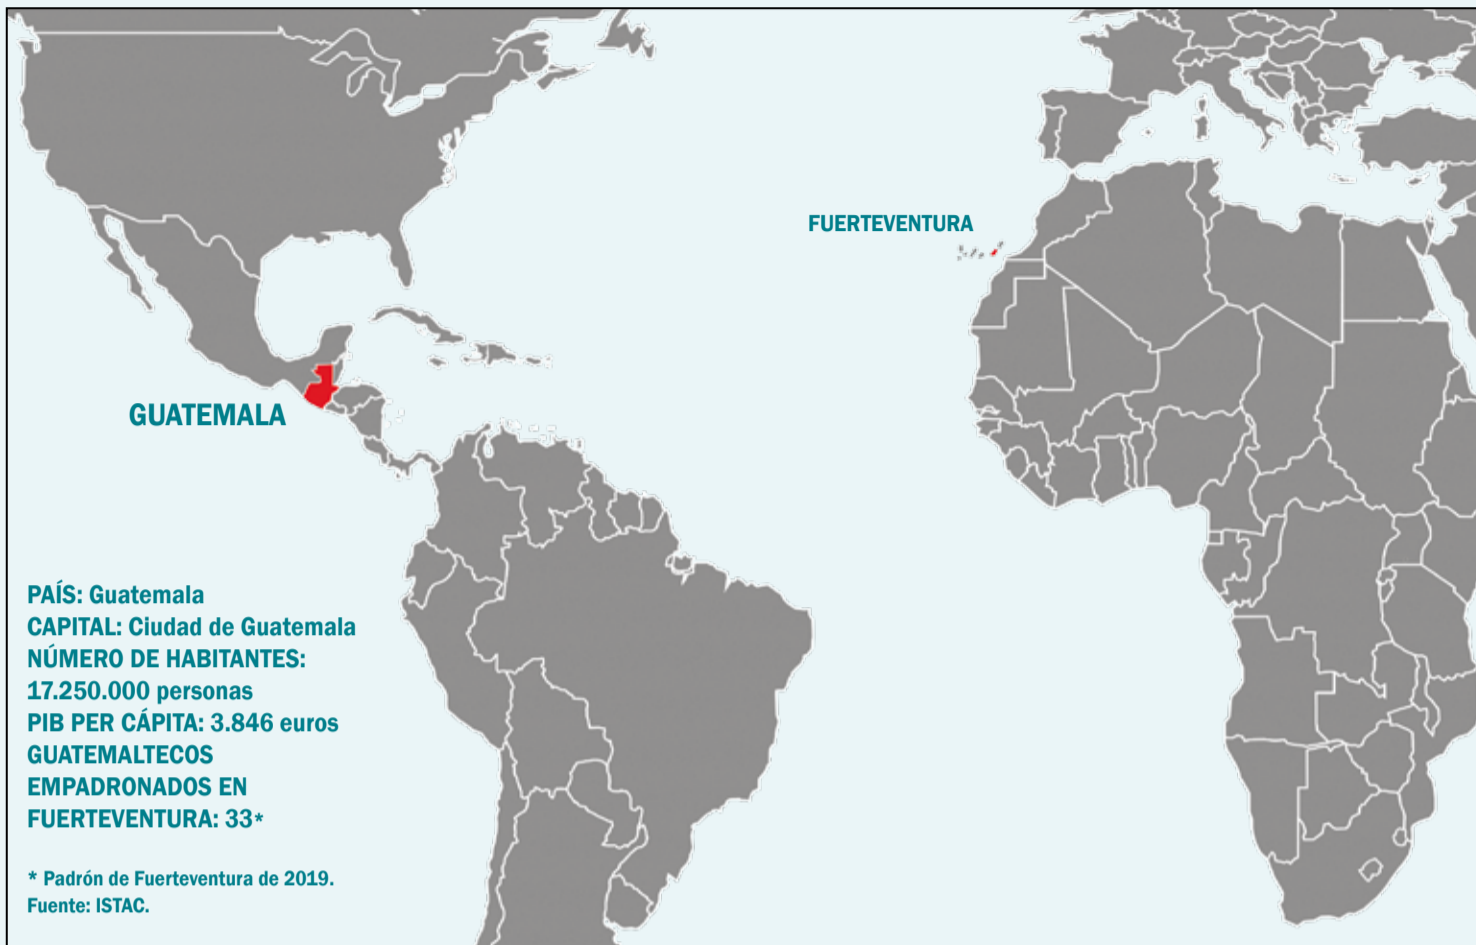 FUERTEVENTURA
GUATEMALA
PAÍS: Guatemala
CAPITAL: Ciudad de Guatemala
NÚMERO DE HABITANTES:
17.250.000 personas
PIB PER CÁPITA: 3.846 euros
GUATEMALTECOS
EMPADRONADOS EN
FUERTEVENTURA: 33*
* Padrón de Fuerteventura de 2019.
Fuente: ISTAC.